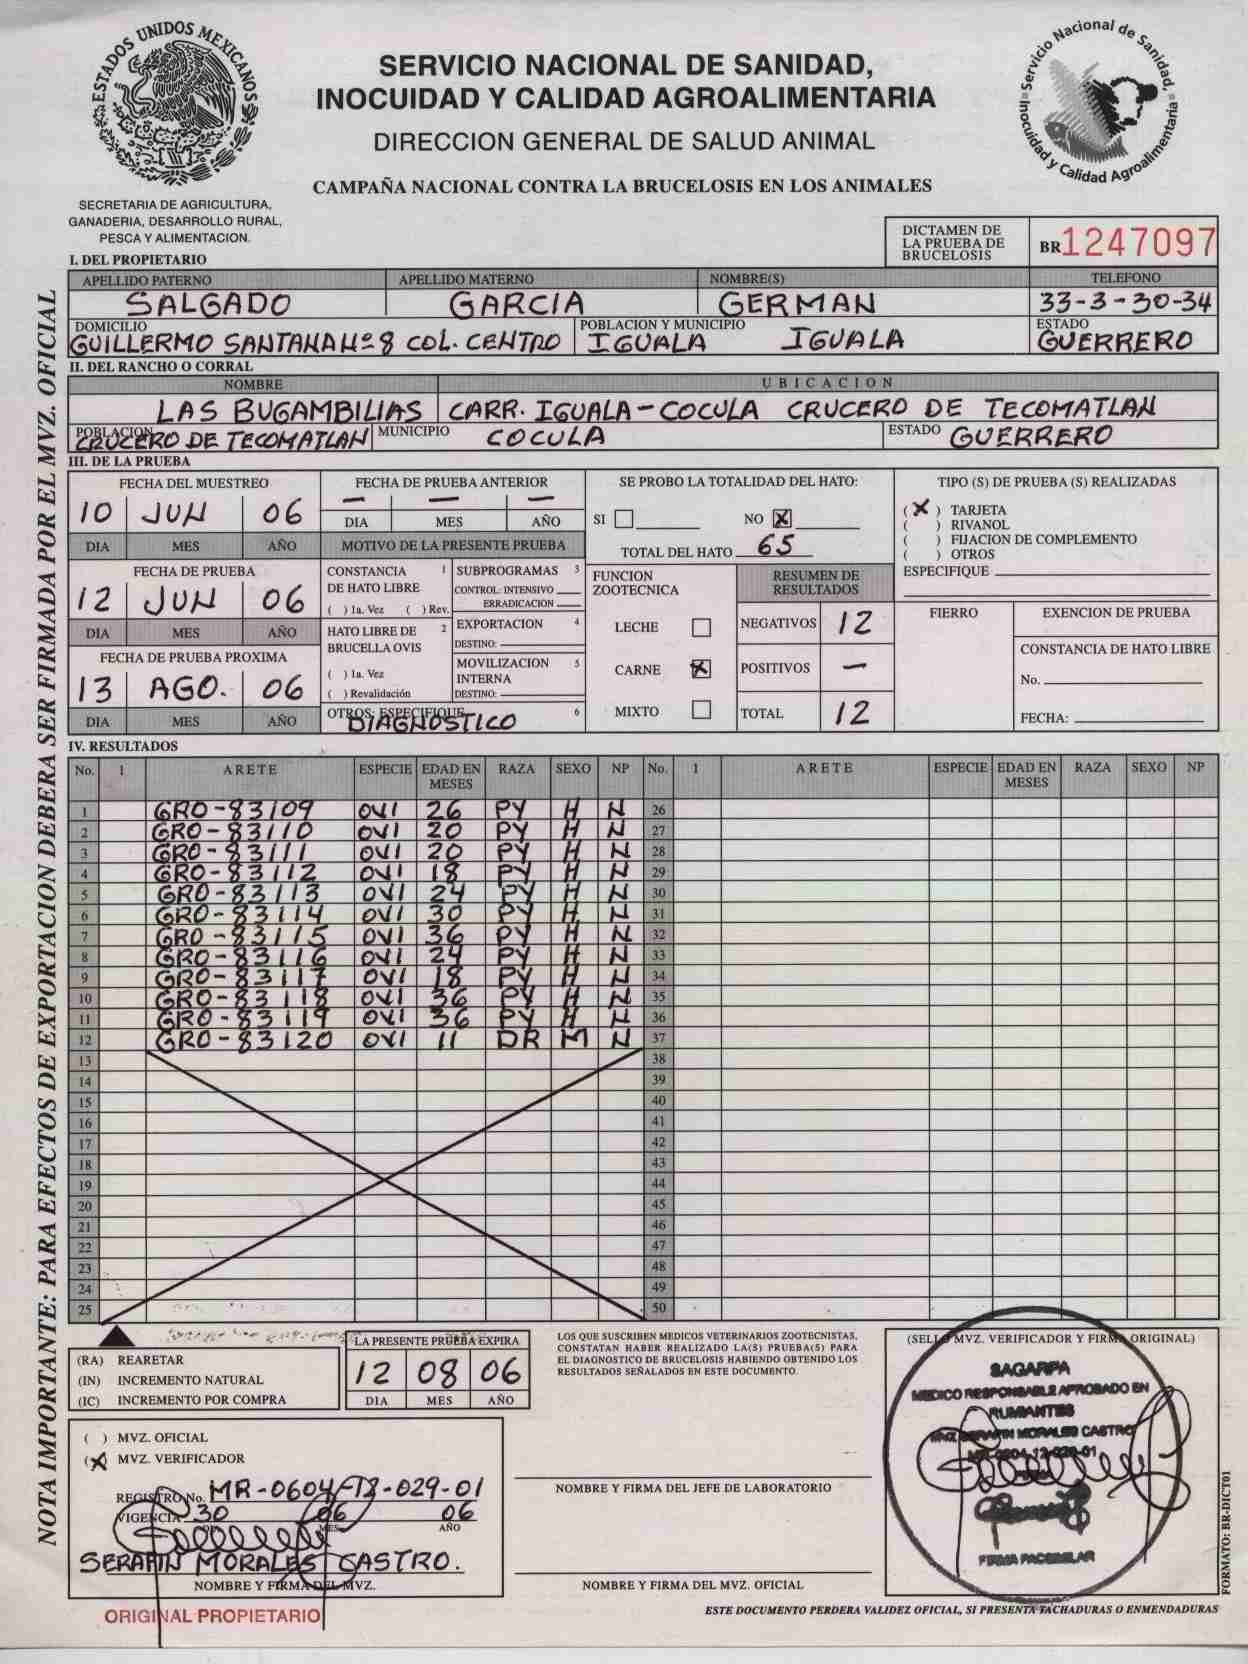 ESTADOS UNIDOS MEXICANOS
SERVICIO NACIONAL DE SANIDAD,
INOCUIDAD Y CALIDAD AGROALIMENTARIA
DIRECCION GENERAL DE SALUD ANIMAL
CAMPAÑA NACIONAL CONTRA LA BRUCELOSIS EN LOS ANIMALES
Servicio Nacional de Sanidad, Inocuidad y Calidad Agroalimentaria
SECRETARIA DE AGRICULTURA,
GANADERIA, DESARROLLO RURAL,
PESCA Y ALIMENTACION.
DICTAMEN DE
LA PRUEBA DE
BRUCELOSIS
BR 1247097
I. DEL PROPIETARIO
APELLIDO PATERNO APELLIDO MATERNO NOMBRE(S) TELEFONO
SALGADO GARCIA GERMAN 33-3-30-34
DOMICILIO POBLACION Y MUNICIPIO ESTADO
GUILLERMO SANTANA Nº 8 COL. CENTRO IGUALA IGUALA GUERRERO
II. DEL RANCHO O CORRAL
NOMBRE UBICACION
LAS BUGAMBILIAS CARR. IGUALA-COCULA CRUCERO DE TECOMATLAN
POBLACION CRUCERO DE TECOMATLAN MUNICIPIO COCULA ESTADO GUERRERO
III. DE LA PRUEBA
FECHA DEL MUESTREO
10 JUN 06
DIA MES AÑO
FECHA DE PRUEBA
12 JUN 06
DIA MES AÑO
FECHA DE PRUEBA PROXIMA
13 AGO. 06
DIA MES AÑO
FECHA DE PRUEBA ANTERIOR
— — —
DIA MES AÑO
MOTIVO DE LA PRESENTE PRUEBA
CONSTANCIA 1
DE HATO LIBRE
( ) 1a. Vez ( ) Rev.
HATO LIBRE DE 2
BRUCELLA OVIS
( ) 1a. Vez
( ) Revalidación
SUBPROGRAMAS 3
CONTROL: INTENSIVO
ERRADICACION
EXPORTACION 4
DESTINO:
MOVILIZACION 5
INTERNA
DESTINO:
OTROS: ESPECIFIQUE 6
DIAGNOSTICO
SE PROBO LA TOTALIDAD DEL HATO:
SI NO X
TOTAL DEL HATO 65
FUNCION
ZOOTECNICA
LECHE
CARNE X
MIXTO
RESUMEN DE
RESULTADOS
NEGATIVOS 12
POSITIVOS —
TOTAL 12
TIPO (S) DE PRUEBA (S) REALIZADAS
(X) TARJETA
( ) RIVANOL
( ) FIJACION DE COMPLEMENTO
( ) OTROS
ESPECIFIQUE
FIERRO
EXENCION DE PRUEBA
CONSTANCIA DE HATO LIBRE
No.
FECHA:
IV. RESULTADOS
No. 1 ARETE ESPECIE EDAD EN MESES RAZA SEXO NP No. 1 ARETE ESPECIE EDAD EN MESES RAZA SEXO NP
1 GRO-83109 OVI 26 PY H N 26
2 GRO-83110 OVI 20 PY H N 27
3 GRO-83111 OVI 20 PY H N 28
4 GRO-83112 OVI 18 PY H N 29
5 GRO-83113 OVI 24 PY H N 30
6 GRO-83114 OVI 30 PY H N 31
7 GRO-83115 OVI 36 PY H N 32
8 GRO-83116 OVI 24 PY H N 33
9 GRO-83117 OVI 18 PY H N 34
10 GRO-83118 OVI 36 PY H N 35
11 GRO-83119 OVI 36 PY H N 36
12 GRO-83120 OVI 11 DR M N 37
13 38
14 39
15 40
16 41
17 42
18 43
19 44
20 45
21 46
22 47
23 48
24 49
25 50
(RA) REARETAR
(IN) INCREMENTO NATURAL
(IC) INCREMENTO POR COMPRA
LA PRESENTE PRUEBA EXPIRA
12 08 06
DIA MES AÑO
LOS QUE SUSCRIBEN MEDICOS VETERINARIOS ZOOTECNISTAS,
CONSTATAN HABER REALIZADO LA(S) PRUEBA(S) PARA
EL DIAGNOSTICO DE BRUCELOSIS HABIENDO OBTENIDO LOS
RESULTADOS SEÑALADOS EN ESTE DOCUMENTO.
( ) MVZ. OFICIAL
(X) MVZ. VERIFICADOR
REGISTRO No. MR-0604-12-029-01
VIGENCIA 30 06 06
DIA MES AÑO
SERAFIN MORALES CASTRO.
NOMBRE Y FIRMA DEL MVZ.
NOMBRE Y FIRMA DEL JEFE DE LABORATORIO
NOMBRE Y FIRMA DEL MVZ OFICIAL
(SELLO MVZ. VERIFICADOR Y FIRMA ORIGINAL)
SAGARPA
MEDICO RESPONSABLE APROBADO EN
RUMIANTES
MVZ. SERAFIN MORALES CASTRO
MR-0604-12-029-01
FIRMA FACSIMILAR
ORIGINAL PROPIETARIO
ESTE DOCUMENTO PERDERA VALIDEZ OFICIAL, SI PRESENTA TACHADURAS O ENMENDADURAS
NOTA IMPORTANTE: PARA EFECTOS DE EXPORTACION DEBERA SER FIRMADA POR EL MVZ. OFICIAL
FORMATO: BR-DICT01